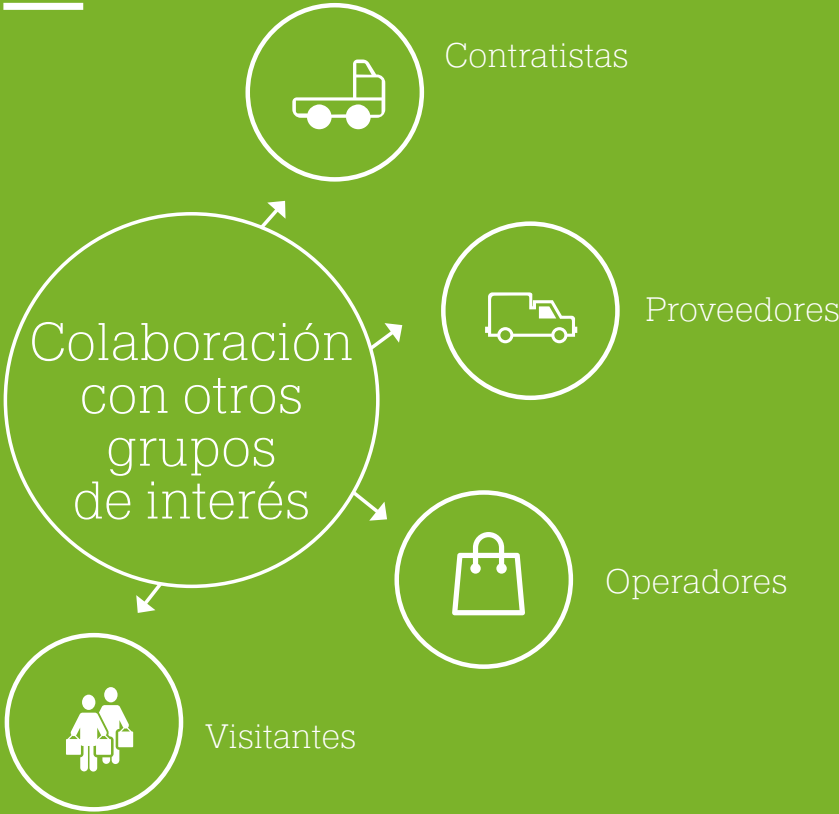 Contratistas
Proveedores
Colaboración
con otros
grupos
de interés
Operadores
Visitantes